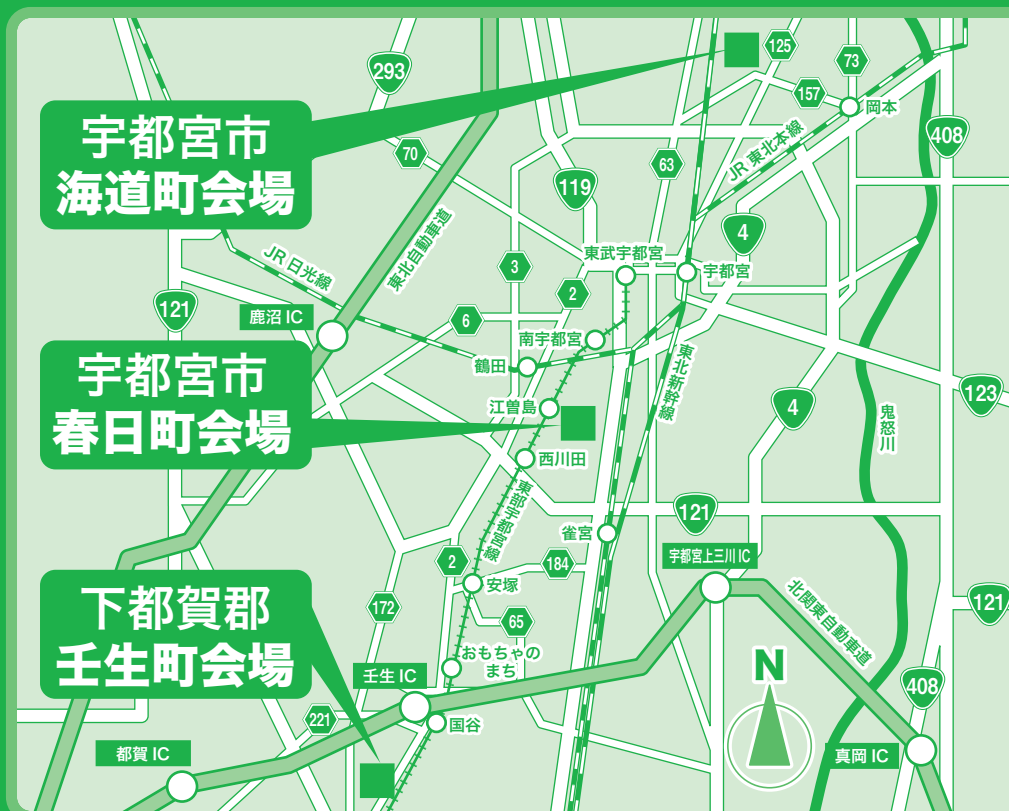 125
293
73
157
岡本
宇都宮市
海道町会場
408
70
63
JR 東北本線
119
4
東北自動車道
東武宇都宮
宇都宮
JR 日光線
3
2
121
鹿沼 IC
6
南宇都宮
鶴田
東北新幹線
宇都宮市
春日町会場
江曽島
4
123
鬼怒川
西川田
東部宇都宮線
121
雀宮
宇都宮上三川 IC
2
184
安塚
下都賀郡
壬生町会場
172
65
北関東自動車道
121
おもちゃの
まち
N
壬生 IC
408
221
国谷
都賀 IC
真岡 IC